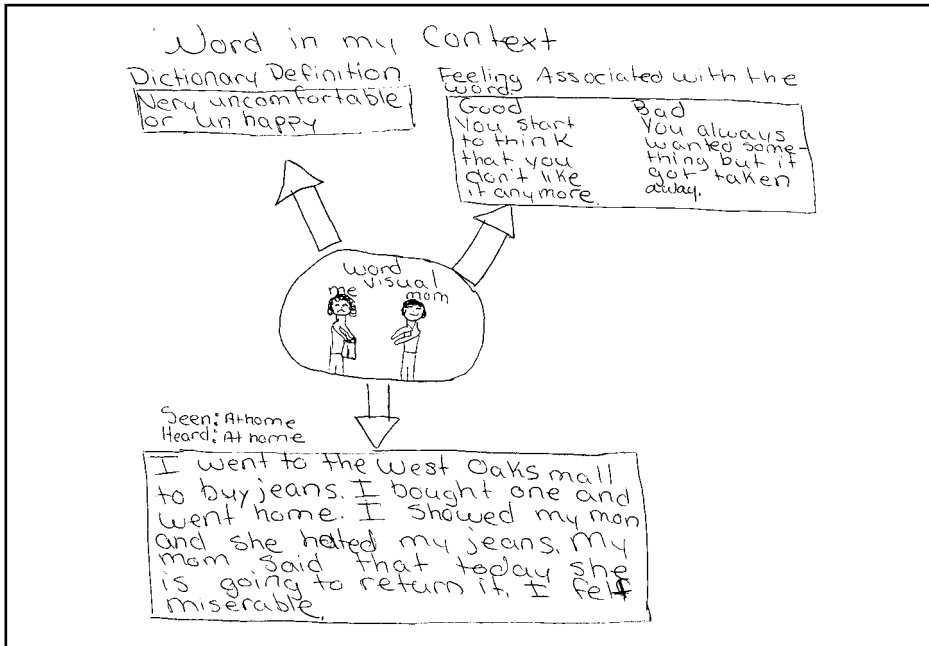 Word in my Context
Dictionary Definition
Very uncomfortable
or unhappy
Feeling Associated with the
word:
Good
You start
to think
that you
don't like
it anymore.
Bad
You always
wanted some-
thing but it
got taken
away.
word
visual
me
mom
Seen: At home
Heard: At home
I went to the West Oaks mall
to buy jeans. I bought one and
went home. I showed my mon
and she hated my jeans. My
mom said that today she
is going to return it. I felt
miserable.